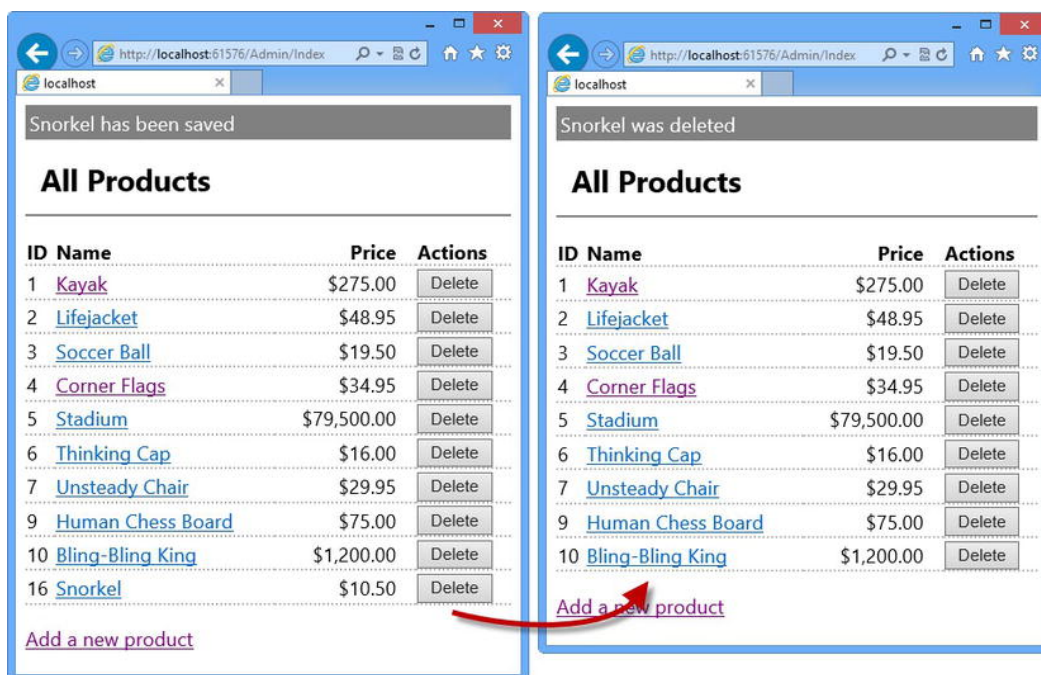 http://localhost:61576/Admin/Index
localhost
Snorkel has been saved
All Products
ID Name Price Actions
1 Kayak $275.00 Delete
2 Lifejacket $48.95 Delete
3 Soccer Ball $19.50 Delete
4 Corner Flags $34.95 Delete
5 Stadium $79,500.00 Delete
6 Thinking Cap $16.00 Delete
7 Unsteady Chair $29.95 Delete
9 Human Chess Board $75.00 Delete
10 Bling-Bling King $1,200.00 Delete
16 Snorkel $10.50 Delete
Add a new product
http://localhost:61576/Admin/Index
localhost
Snorkel was deleted
All Products
ID Name Price Actions
1 Kayak $275.00 Delete
2 Lifejacket $48.95 Delete
3 Soccer Ball $19.50 Delete
4 Corner Flags $34.95 Delete
5 Stadium $79,500.00 Delete
6 Thinking Cap $16.00 Delete
7 Unsteady Chair $29.95 Delete
9 Human Chess Board $75.00 Delete
10 Bling-Bling King $1,200.00 Delete
Add a new product